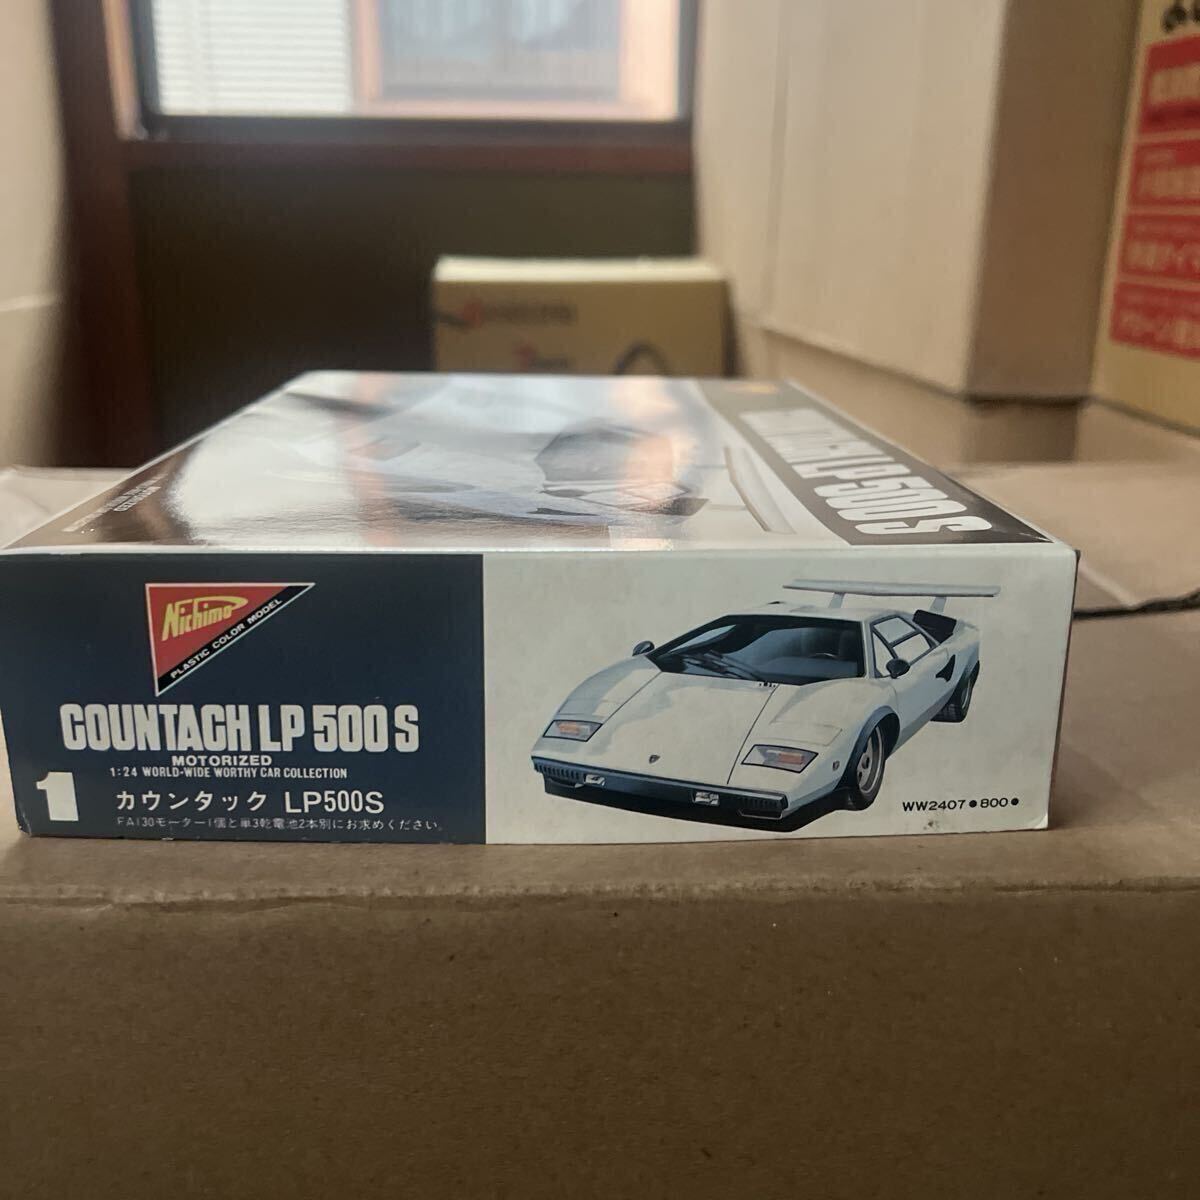 LP 500 S
Nichimo
PLASTIC COLOR MODEL
COUNTACH LP 500 S
MOTORIZED
1:24 WORLD-WIDE WORTHY CAR COLLECTION
1
カウンタック LP500S
FA130モーター1個と単3乾電池2本別にお求めください。
WW2407●800●